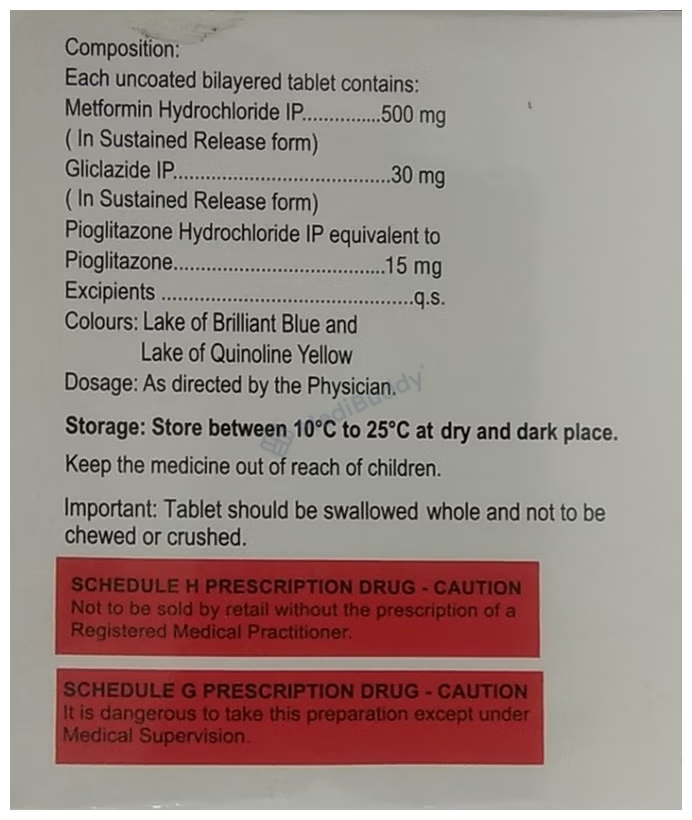 Composition:
Each uncoated bilayered tablet contains:
Metformin Hydrochloride IP...............500 mg
( In Sustained Release form)
Gliclazide IP.........................................30 mg
( In Sustained Release form)
Pioglitazone Hydrochloride IP equivalent to
Pioglitazone........................................15 mg
Excipients ................................................q.s.
Colours: Lake of Brilliant Blue and
Lake of Quinoline Yellow
Dosage: As directed by the Physician.
MediBuddy
Storage: Store between 10°C to 25°C at dry and dark place.
Keep the medicine out of reach of children.
Important: Tablet should be swallowed whole and not to be
chewed or crushed.
SCHEDULE H PRESCRIPTION DRUG - CAUTION
Not to be sold by retail without the prescription of a
Registered Medical Practitioner.
SCHEDULE G PRESCRIPTION DRUG - CAUTION
It is dangerous to take this preparation except under
Medical Supervision.